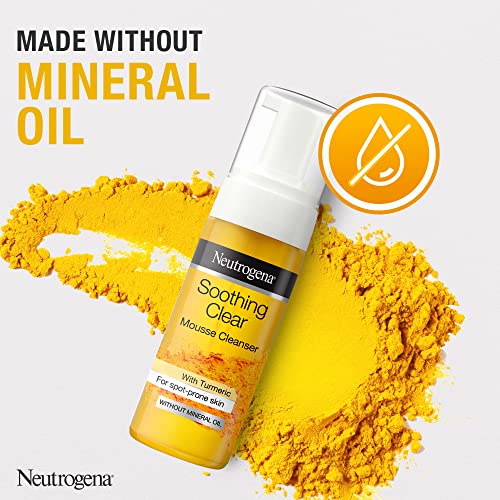 MADE WITHOUT
MINERAL
OIL
Neutrogena®
Soothing
Clear
Mousse Cleanser
With Turmeric
For spot-prone skin
WITHOUT MINERAL OIL
Neutrogena®